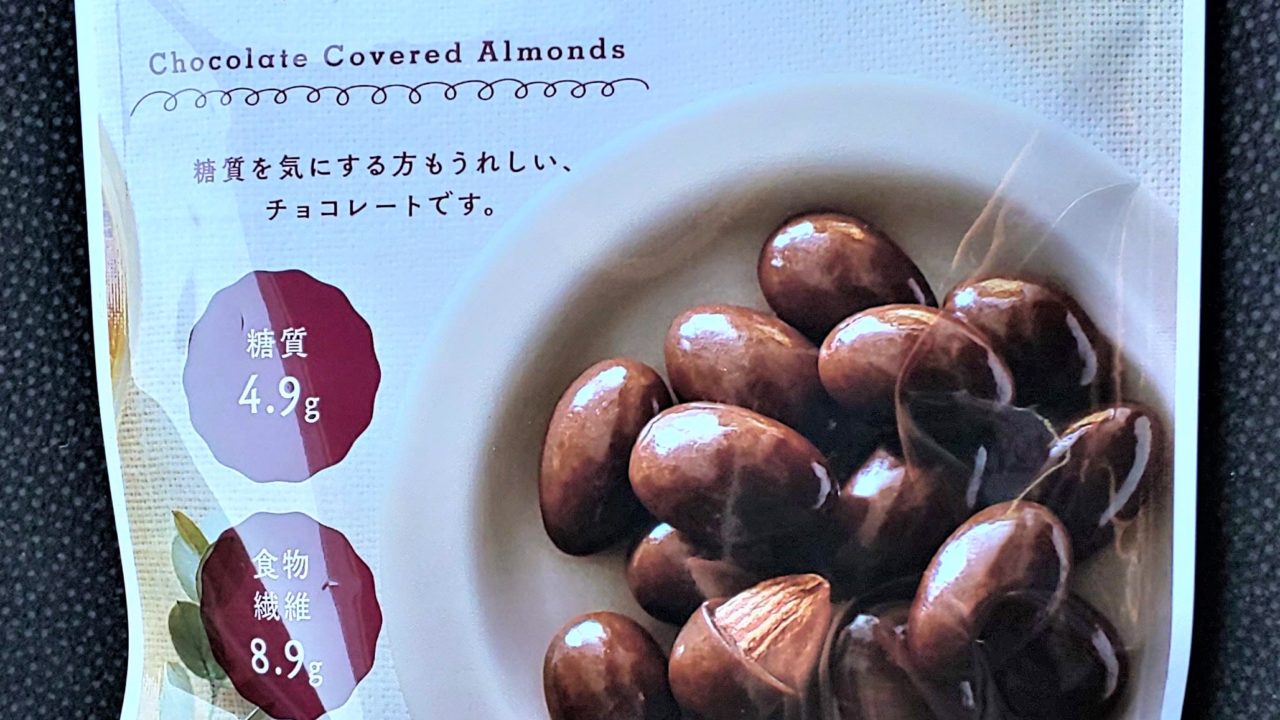 Chocolate Covered Almonds
糖質を気にする方もうれしい、
チョコレートです。
糖質
4.9g
食物
繊維
8.9g